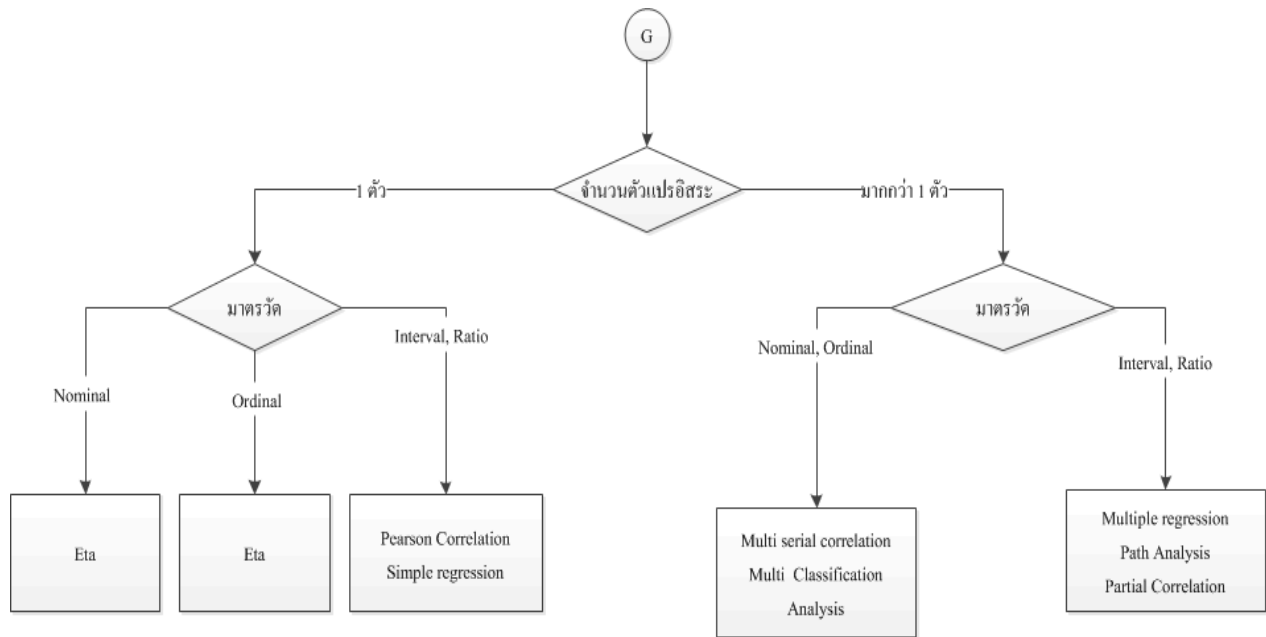 G
จำนวนตัวแปรอิสระ
1 ตัว
มากกว่า 1 ตัว
มาตรวัด
มาตรวัด
Interval, Ratio
Nominal, Ordinal
Interval, Ratio
Nominal
Ordinal
Eta
Eta
Pearson Correlation
Simple regression
Multi serial correlation
Multi Classification
Analysis
Multiple regression
Path Analysis
Partial Correlation